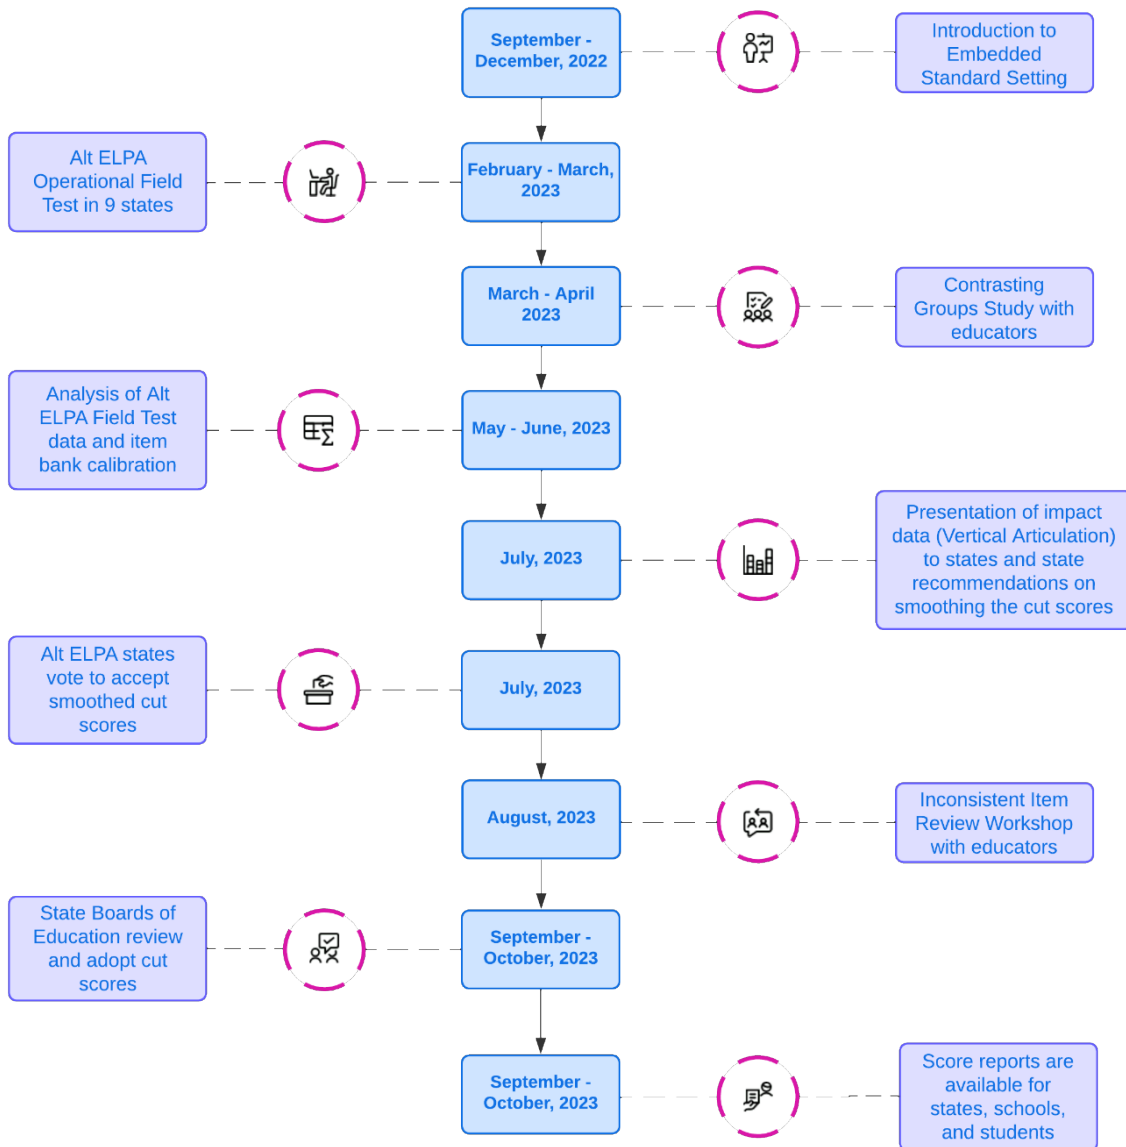 September -
December, 2022
Introduction to
Embedded
Standard Setting
Alt ELPA
Operational Field
Test in 9 states
February - March,
2023
March - April
2023
Contrasting
Groups Study with
educators
Analysis of Alt
ELPA Field Test
data and item
bank calibration
May - June, 2023
July, 2023
Presentation of impact
data (Vertical Articulation)
to states and state
recommendations on
smoothing the cut scores
Alt ELPA states
vote to accept
smoothed cut
scores
July, 2023
August, 2023
Inconsistent Item
Review Workshop
with educators
State Boards of
Education review
and adopt cut
scores
September -
October, 2023
September -
October, 2023
Score reports are
available for
states, schools,
and students